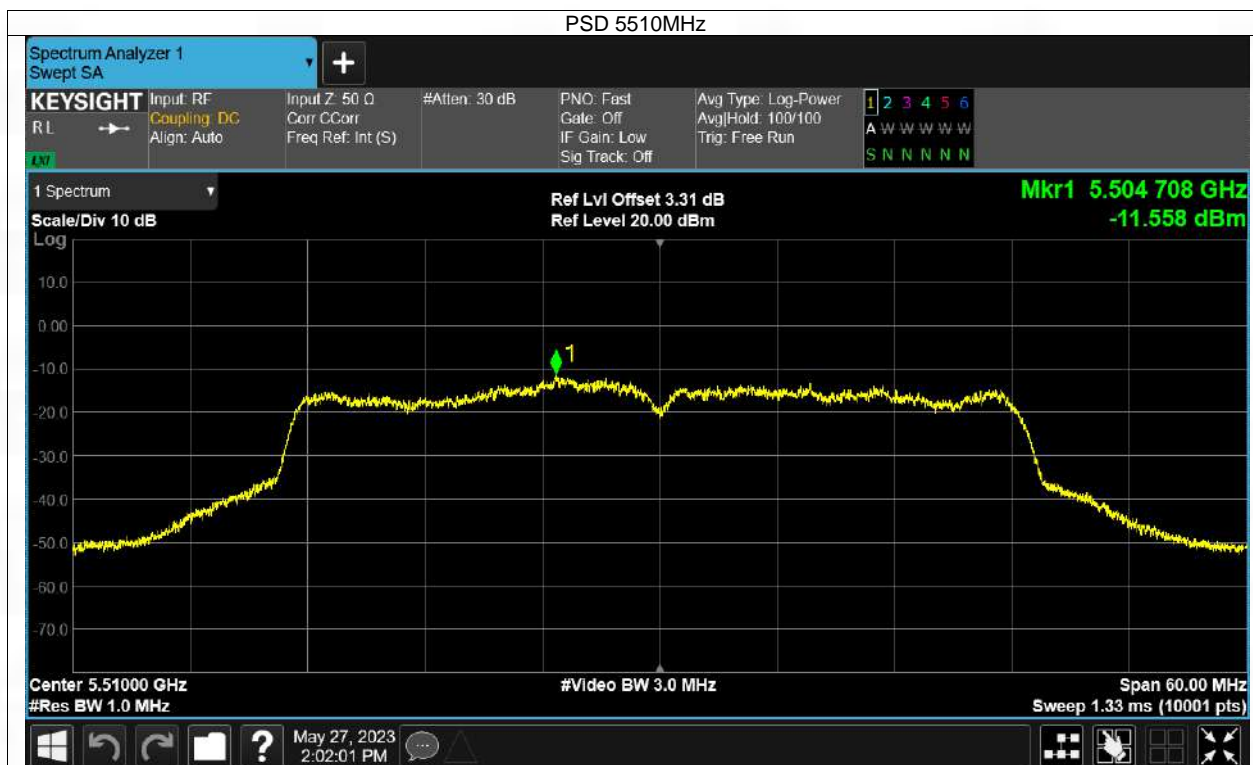 PSD 5510MHz
Spectrum Analyzer 1
Swept SA
+
KEYSIGHT
RL
LXI
Input: RF
Coupling: DC
Align: Auto
Input Z: 50 Ω
Corr CCorr
Freq Ref: Int (S)
#Atten: 30 dB
PNO: Fast
Gate: Off
IF Gain: Low
Sig Track: Off
Avg Type: Log-Power
Avg|Hold: 100/100
Trig: Free Run
1 2 3 4 5 6
A W W W W W
S N N N N N
1 Spectrum
Scale/Div 10 dB
Log
Ref Lvl Offset 3.31 dB
Ref Level 20.00 dBm
Mkr1 5.504 708 GHz
-11.558 dBm
10.0
0.00
-10.0
-20.0
-30.0
-40.0
-50.0
-60.0
-70.0
1
Center 5.51000 GHz
#Res BW 1.0 MHz
#Video BW 3.0 MHz
Span 60.00 MHz
Sweep 1.33 ms (10001 pts)
?
May 27, 2023
2:02:01 PM